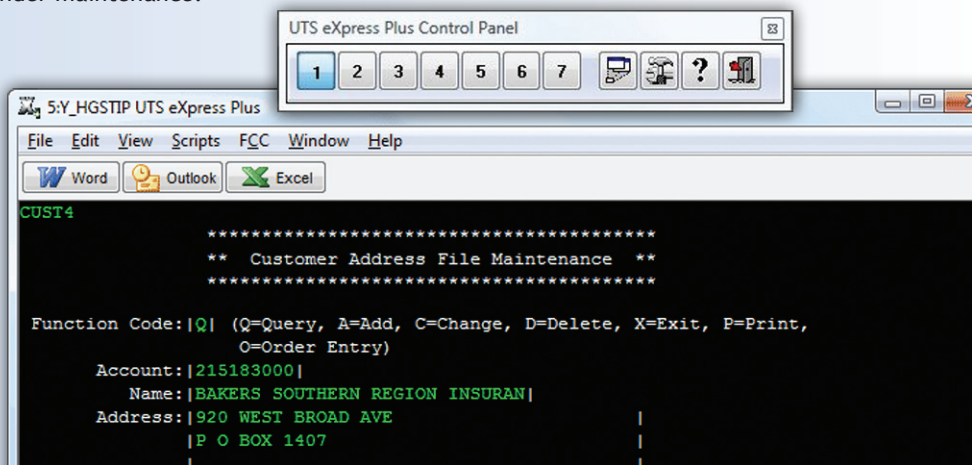 UTS eXpress Plus Control Panel
1 2 3 4 5 6 7 ?
5:Y_HGSTIP UTS eXpress Plus
File Edit View Scripts FCC Window Help
Word Outlook Excel
CUST4
*****************************************
** Customer Address File Maintenance **
*****************************************
Function Code:|Q| (Q=Query, A=Add, C=Change, D=Delete, X=Exit, P=Print,
O=Order Entry)
Account:|215183000|
Name:|BAKERS SOUTHERN REGION INSURAN|
Address:|920 WEST BROAD AVE |
|P O BOX 1407 |